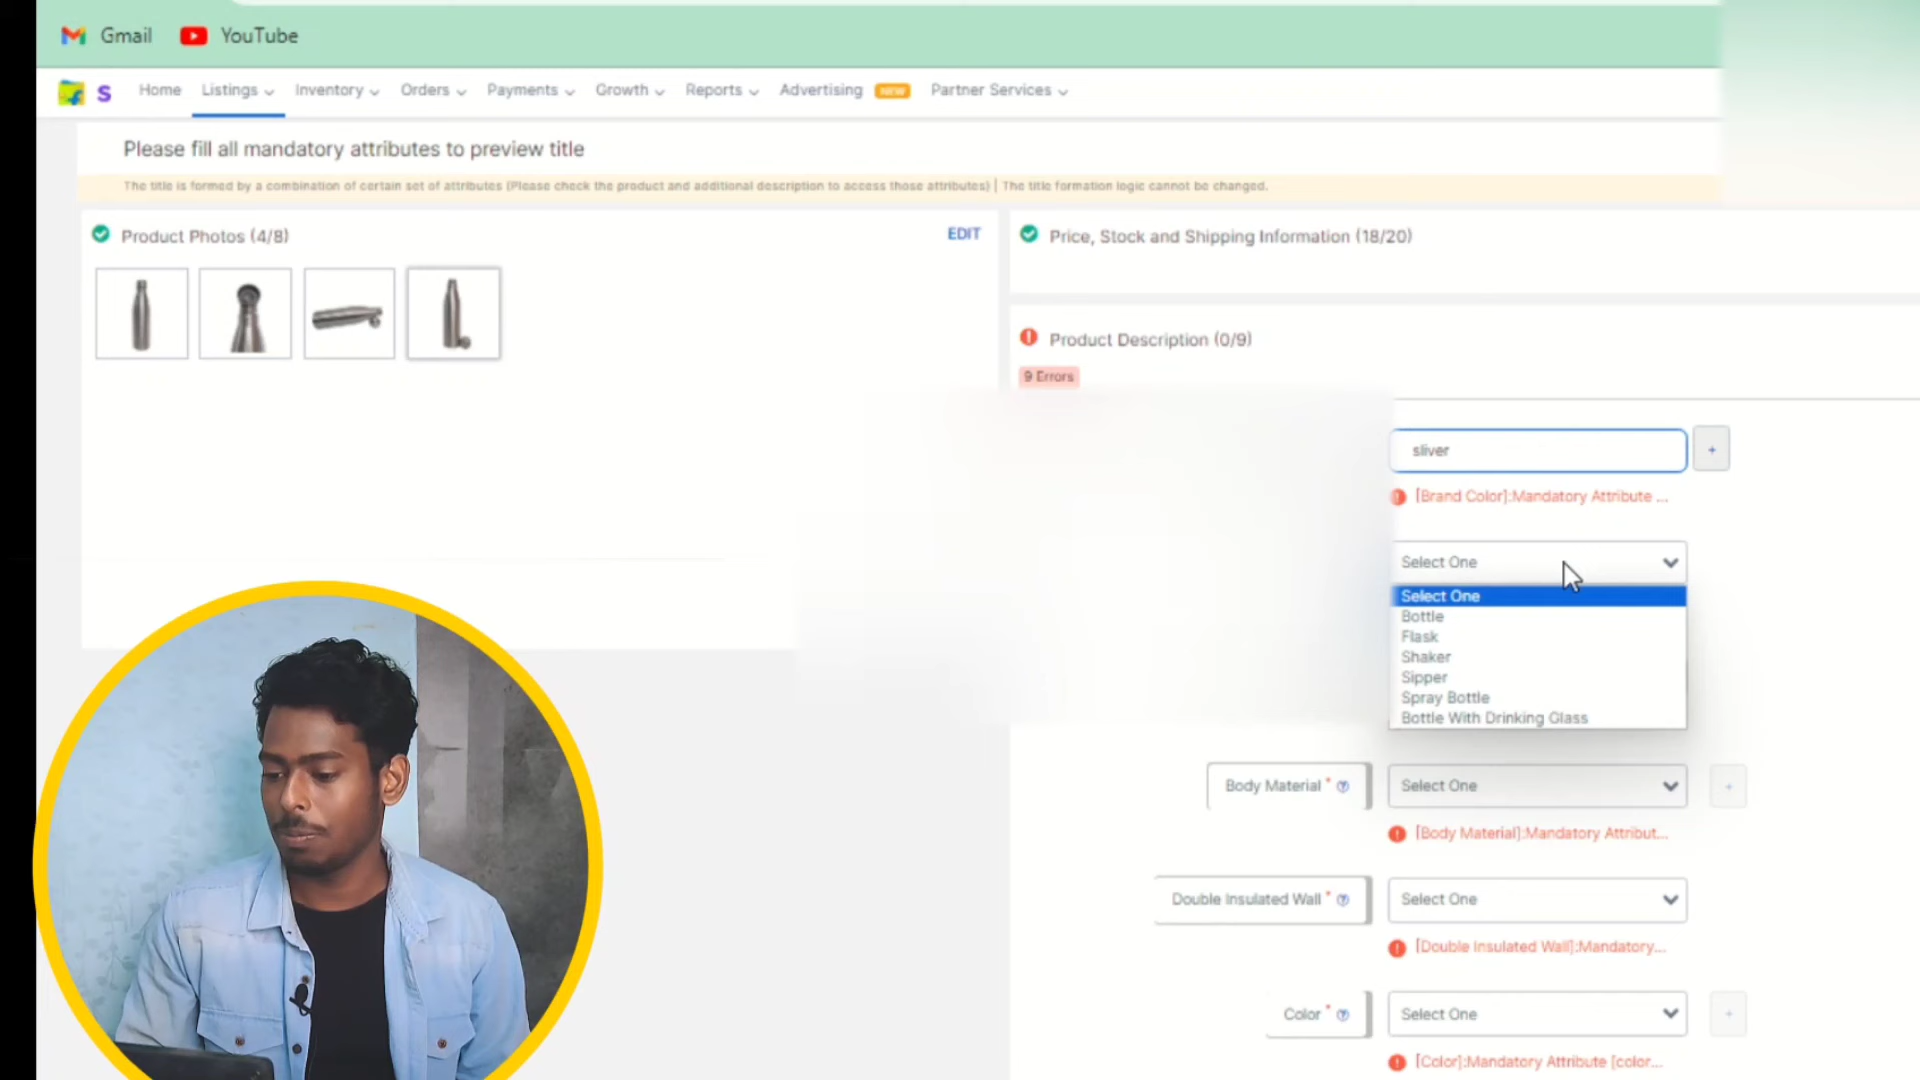 Gmail YouTube
S Home Listings Inventory Orders Payments Growth Reports Advertising NEW Partner Services
Please fill all mandatory attributes to preview title
The title is formed by a combination of certain set of attributes (Please check the product and additional description to access those attributes) | The title formation logic cannot be changed.
Product Photos (4/8) EDIT
Price, Stock and Shipping Information (18/20)
Product Description (0/9)
9 Errors
sliver +
[Brand Color]:Mandatory Attribute ...
Select One
Select One
Bottle
Flask
Shaker
Sipper
Spray Bottle
Bottle With Drinking Glass
Body Material * Select One +
[Body Material]:Mandatory Attribut...
Double Insulated Wall * Select One
[Double Insulated Wall]:Mandatory...
Color * Select One +
[Color]:Mandatory Attribute [color...